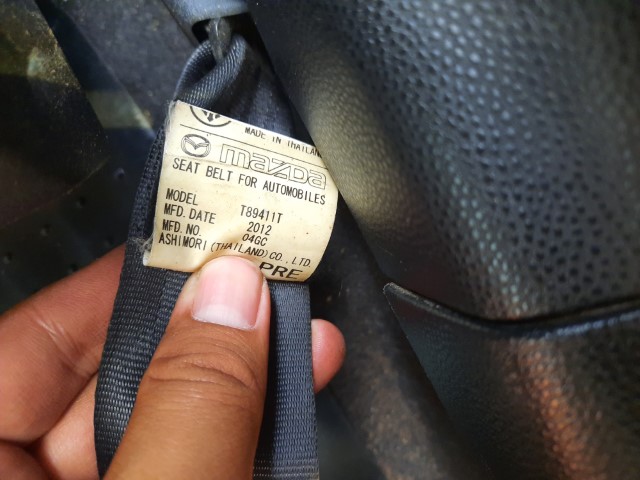 MADE IN THAILAN
mazda
SEAT BELT FOR AUTOMOBILES
MODEL T89411T
MFD. DATE 2012
MFD. NO. 04GC
ASHIMORI (THAILAND) CO., LTD.
PRE